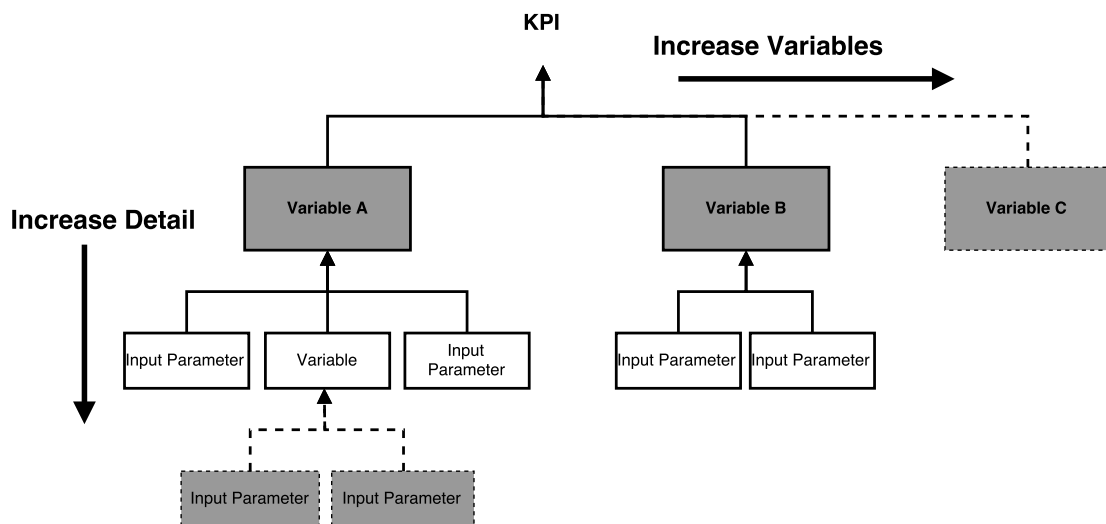 KPI
Increase Variables
Variable A
Variable B
Variable C
Increase Detail
Input Parameter
Variable
Input
Parameter
Input Parameter
Input Parameter
Input Parameter
Input Parameter